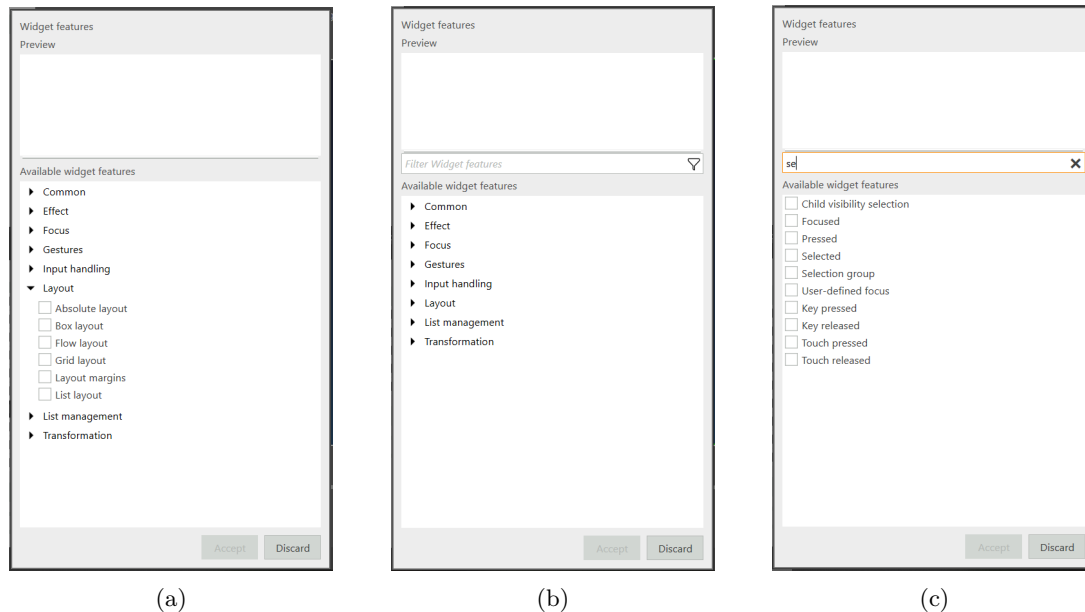 Widget features
Preview
Available widget features
Common
Effect
Focus
Gestures
Input handling
Layout
Absolute layout
Box layout
Flow layout
Grid layout
Layout margins
List layout
List management
Transformation
Accept Discard
(a)
Widget features
Preview
Filter Widget features
Available widget features
Common
Effect
Focus
Gestures
Input handling
Layout
List management
Transformation
Accept Discard
(b)
Widget features
Preview
se
Available widget features
Child visibility selection
Focused
Pressed
Selected
Selection group
User-defined focus
Key pressed
Key released
Touch pressed
Touch released
Accept Discard
(c)